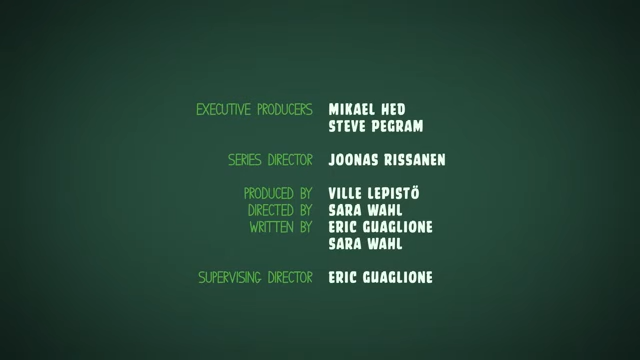 EXECUTIVE PRODUCERS MIKAEL HED
STEVE PEGRAM
SERIES DIRECTOR JOONAS RISSANEN
PRODUCED BY VILLE LEPISTÖ
DIRECTED BY SARA WAHL
WRITTEN BY ERIC GUAGLIONE
SARA WAHL
SUPERVISING DIRECTOR ERIC GUAGLIONE